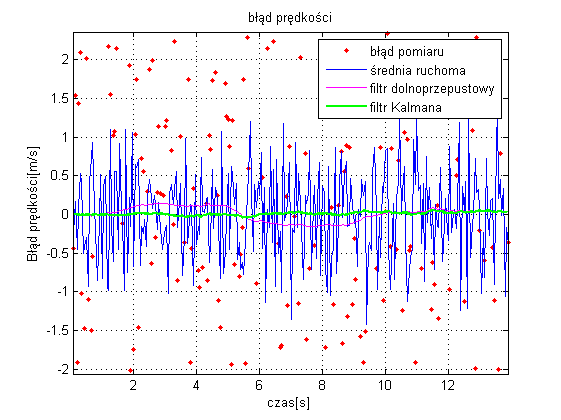 błąd prędkości
błąd pomiaru
średnia ruchoma
filtr dolnoprzepustowy
filtr Kalmana
Błąd prędkości[m/s]
2
1.5
1
0.5
0
-0.5
-1
-1.5
-2
2
4
6
8
10
12
czas[s]